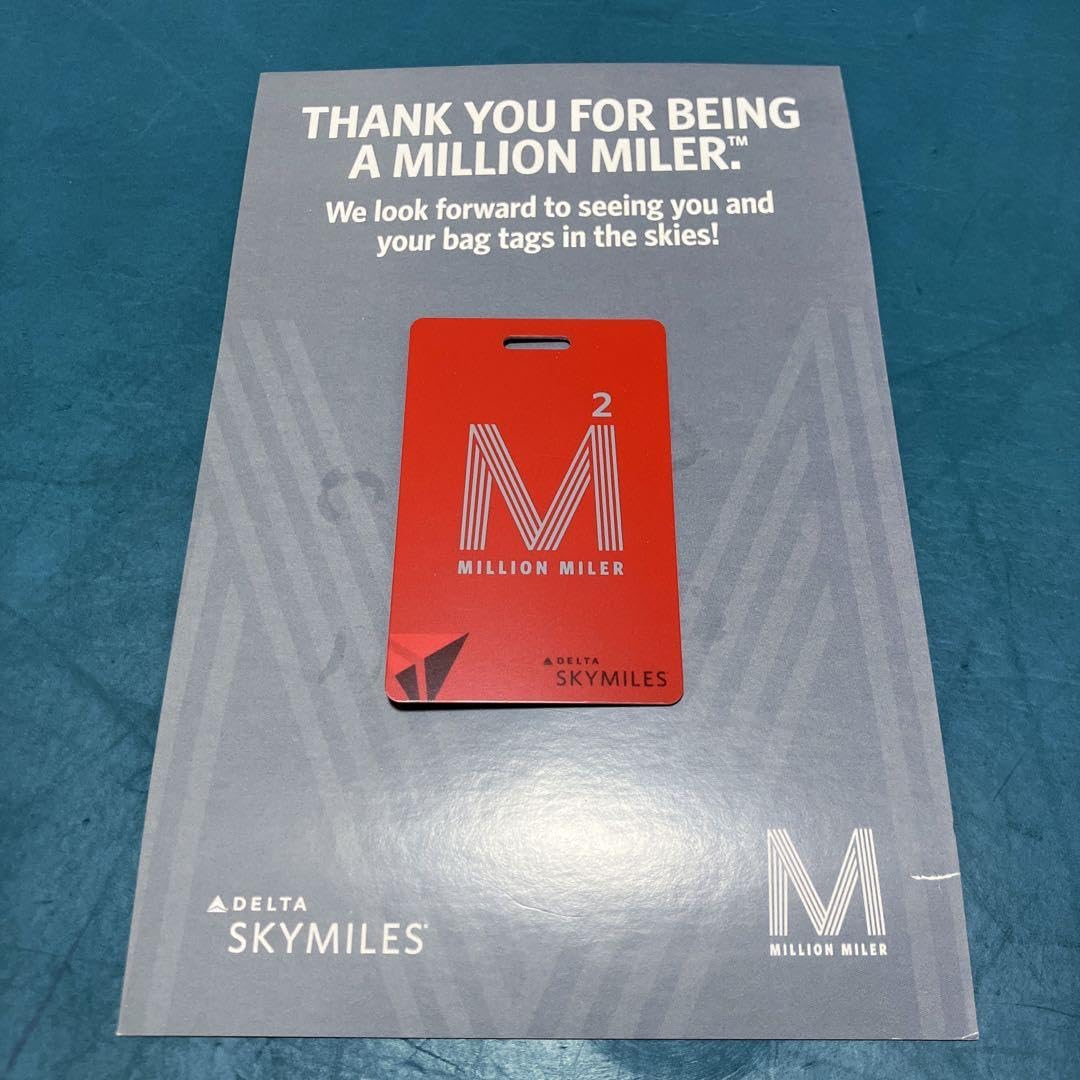 THANK YOU FOR BEING
A MILLION MILER.™
We look forward to seeing you and
your bag tags in the skies!
M²
MILLION MILER
DELTA
SKYMILES
DELTA
SKYMILES®
M
MILLION MILER